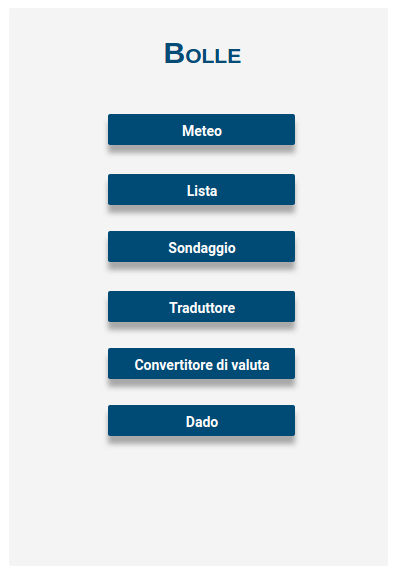 Bolle
Meteo
Lista
Sondaggio
Traduttore
Convertitore di valuta
Dado